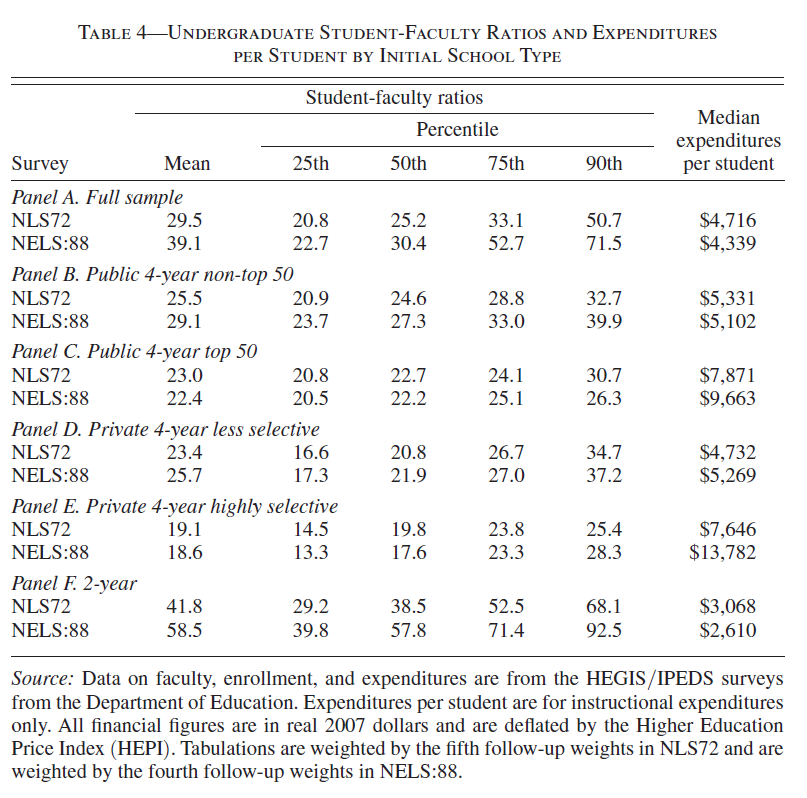 TABLE 4—UNDERGRADUATE STUDENT-FACULTY RATIOS AND EXPENDITURES
PER STUDENT BY INITIAL SCHOOL TYPE
Student-faculty ratios
Percentile
Median
expenditures
per student
Survey Mean 25th 50th 75th 90th
Panel A. Full sample
NLS72 29.5 20.8 25.2 33.1 50.7 $4,716
NELS:88 39.1 22.7 30.4 52.7 71.5 $4,339
Panel B. Public 4-year non-top 50
NLS72 25.5 20.9 24.6 28.8 32.7 $5,331
NELS:88 29.1 23.7 27.3 33.0 39.9 $5,102
Panel C. Public 4-year top 50
NLS72 23.0 20.8 22.7 24.1 30.7 $7,871
NELS:88 22.4 20.5 22.2 25.1 26.3 $9,663
Panel D. Private 4-year less selective
NLS72 23.4 16.6 20.8 26.7 34.7 $4,732
NELS:88 25.7 17.3 21.9 27.0 37.2 $5,269
Panel E. Private 4-year highly selective
NLS72 19.1 14.5 19.8 23.8 25.4 $7,646
NELS:88 18.6 13.3 17.6 23.3 28.3 $13,782
Panel F. 2-year
NLS72 41.8 29.2 38.5 52.5 68.1 $3,068
NELS:88 58.5 39.8 57.8 71.4 92.5 $2,610
Source: Data on faculty, enrollment, and expenditures are from the HEGIS/IPEDS surveys
from the Department of Education. Expenditures per student are for instructional expenditures
only. All financial figures are in real 2007 dollars and are deflated by the Higher Education
Price Index (HEPI). Tabulations are weighted by the fifth follow-up weights in NLS72 and are
weighted by the fourth follow-up weights in NELS:88.